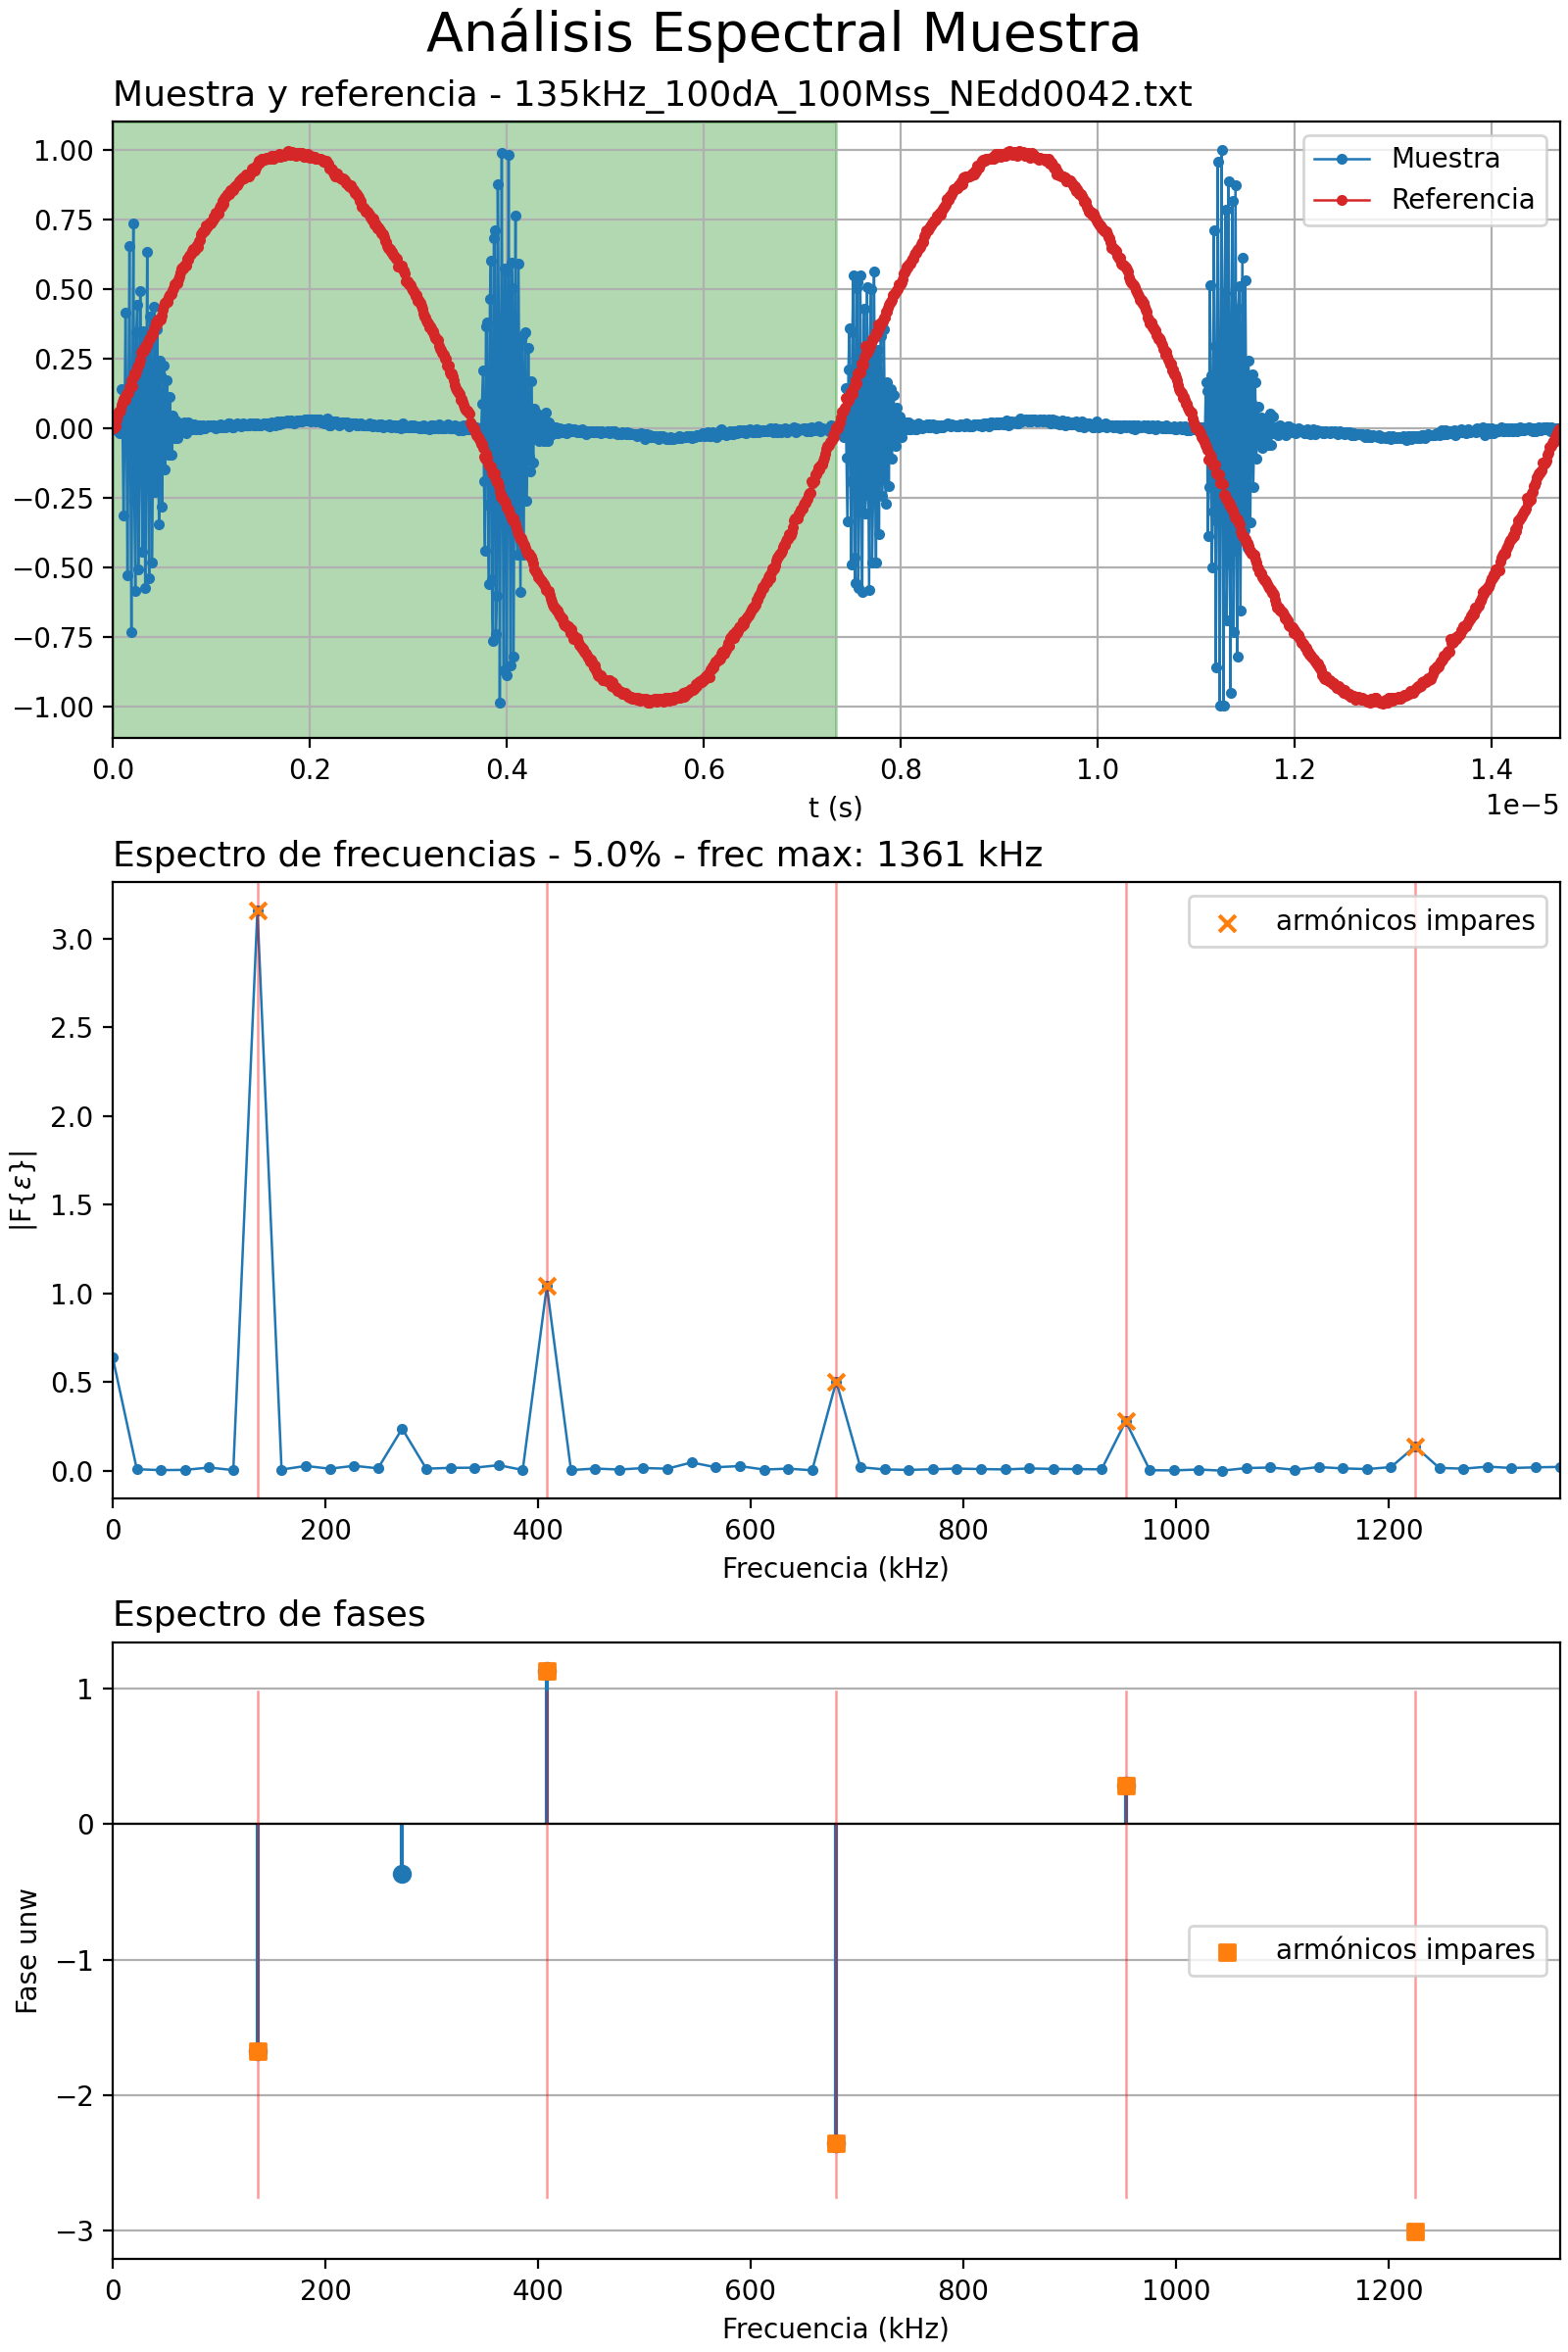 Análisis Espectral Muestra
Muestra y referencia - 135kHz_100dA_100Mss_NEdd0042.txt
1.00
0.75
0.50
0.25
0.00
−0.25
−0.50
−0.75
−1.00
Muestra
Referencia
0.0 0.2 0.4 0.6 0.8 1.0 1.2 1.4
1e−5
t (s)
Espectro de frecuencias - 5.0% - frec max: 1361 kHz
armónicos impares
3.0
2.5
2.0
1.5
1.0
0.5
0.0
|F{ε}|
0 200 400 600 800 1000 1200
Frecuencia (kHz)
Espectro de fases
1
0
−1
−2
−3
Fase unw
armónicos impares
0 200 400 600 800 1000 1200
Frecuencia (kHz)